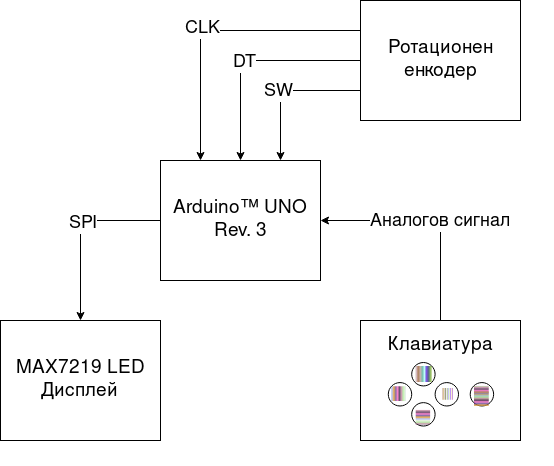 CLK
Ротационен
енкодер
DT
SW
Arduino™ UNO
Rev. 3
SPI
Аналогов сигнал
MAX7219 LED
Дисплей
Клавиатура